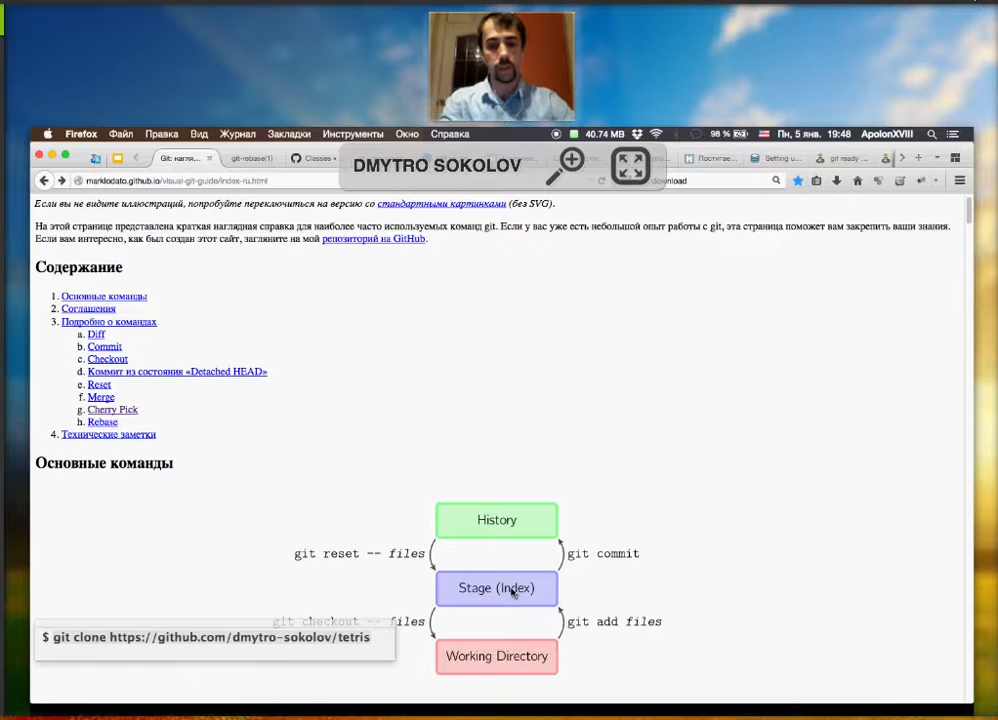 Firefox Файл Правка Вид Журнал Закладки Инструменты Окно Справка 40.74 MB 98 % Пн, 5 янв. 19:48 ApolonXVIII
Git: нагля... git-rebase(1) Classes • Постигае... Setting u... git ready
DMYTRO SOKOLOV
marklodato.github.io/visual-git-guide/index-ru.html download
Если вы не видите иллюстраций, попробуйте переключиться на версию со стандартными картинками (без SVG).
На этой странице представлена краткая наглядная справка для наиболее часто используемых команд git. Если у вас уже есть небольшой опыт работы с git, эта страница поможет вам закрепить ваши знания.
Если вам интересно, как был создан этот сайт, загляните на мой репозиторий на GitHub.
Содержание
1. Основные команды
2. Соглашения
3. Подробно о командах
a. Diff
b. Commit
c. Checkout
d. Коммит из состояния «Detached HEAD»
e. Reset
f. Merge
g. Cherry Pick
h. Rebase
4. Технические заметки
Основные команды
History
git reset -- files git commit
Stage (Index)
git checkout -- files git add files
$ git clone https://github.com/dmytro-sokolov/tetris
Working Directory